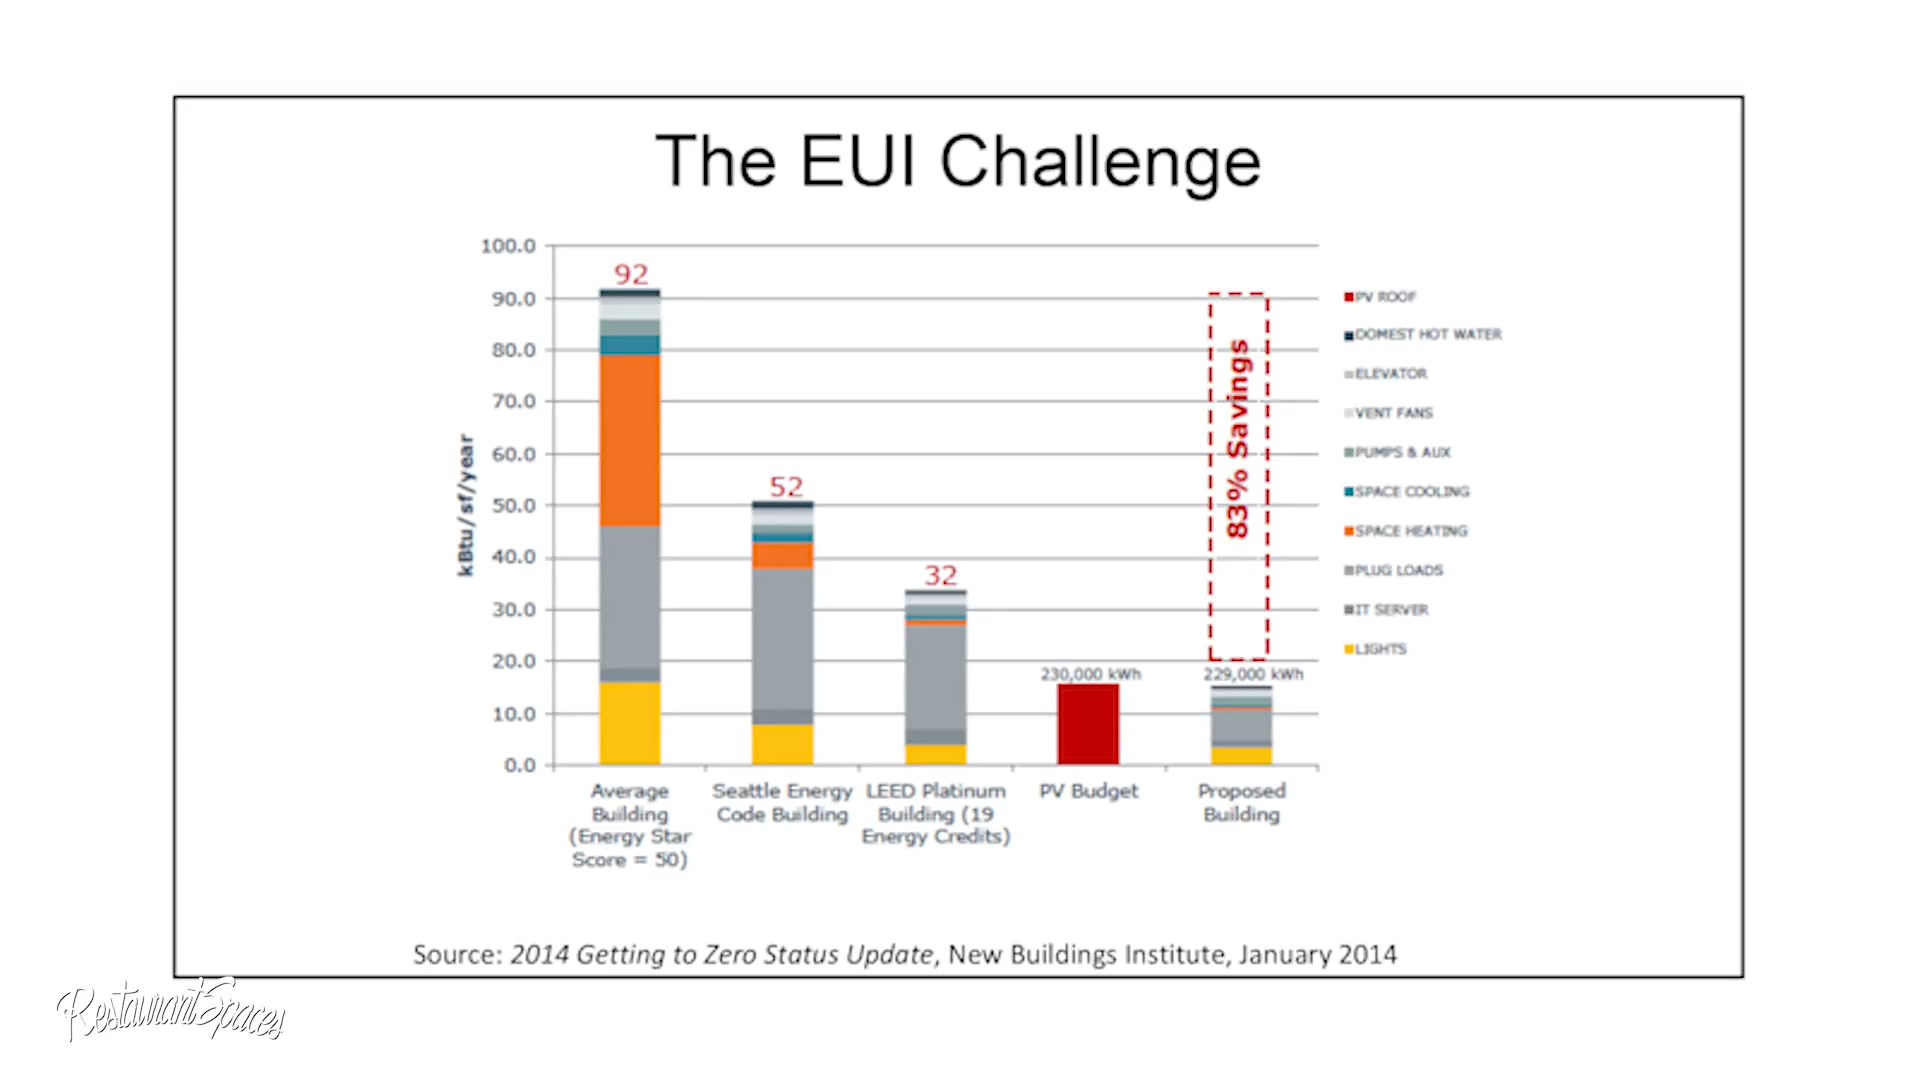 The EUI Challenge
100.0
90.0
80.0
70.0
60.0
50.0
40.0
30.0
20.0
10.0
0.0
kBtu/sf/year
92
52
32
230,000 kWh
229,000 kWh
83% Savings
Average
Building
(Energy Star
Score = 50)
Seattle Energy
Code Building
LEED Platinum
Building (19
Energy Credits)
PV Budget
Proposed
Building
PV ROOF
DOMEST HOT WATER
ELEVATOR
VENT FANS
PUMPS & AUX
SPACE COOLING
SPACE HEATING
PLUG LOADS
IT SERVER
LIGHTS
Source: 2014 Getting to Zero Status Update, New Buildings Institute, January 2014
RestaurantSpaces